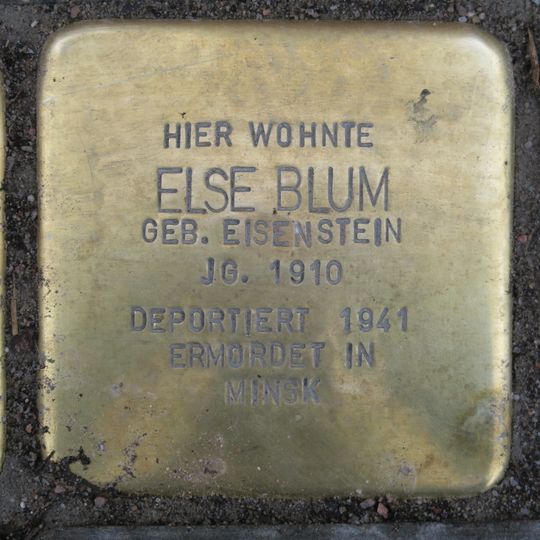 HIER WOHNTE
ELSE BLUM
GEB. EISENSTEIN
JG. 1910
DEPORTIERT 1941
ERMORDET IN
MINSK